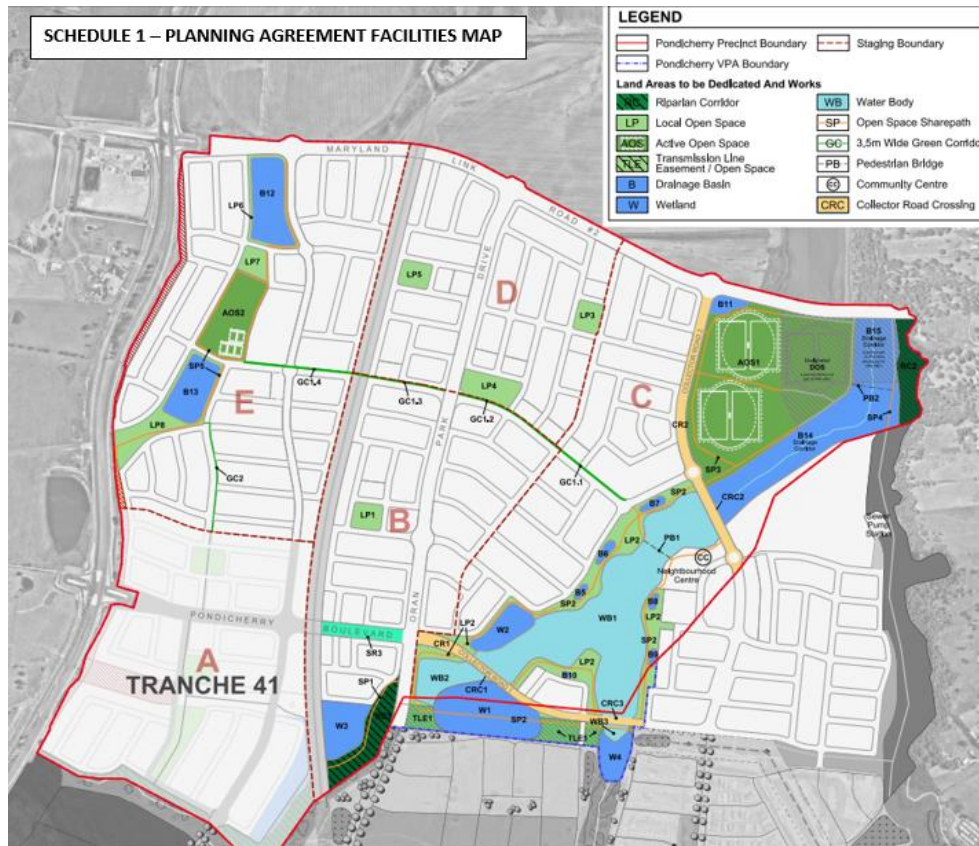 SCHEDULE 1 – PLANNING AGREEMENT FACILITIES MAP
LEGEND
Pondicherry Precinct Boundary
Staging Boundary
Pondicherry VPA Boundary
Land Areas to be Dedicated And Works
RC Riparian Corridor
WB Water Body
LP Local Open Space
SP Open Space Sharepath
AOS Active Open Space
GC 3.5m Wide Green Corridor
TLE Transmission Line
Easement / Open Space
PB Pedestrian Bridge
B Drainage Basin
CC Community Centre
W Wetland
CRC Collector Road Crossing
MARYLAND
LINK
ROAD #2
B12
LP6
LP7
LP5
DRIVE
D
LP3
B11
AOS2
AOS1
DOS
B15
Drainage
Corridor
RC2
SP5
B13
E
GC1.4
GC1.3
LP4
GC1.2
C
CR2
PB2
SP4
B14
Drainage
Corridor
LP8
PARK
GC2
GC1.1
SP3
LP1
B
SP2
B7
CRC2
LP2
PB1
B6
CC
Neighbourhood
Centre
Sewer
Pump
Station
B5
SP2
B8
LP2
WB1
ORAN
PONDICHERRY
BOULEVARD
LP2
W2
SP2
CR1
SR3
A
TRANCHE 41
LP2
B10
WB2
SP1
CRC1
W3
TLE1
W1
SP2
CRC3
WB3
TLE1
W4